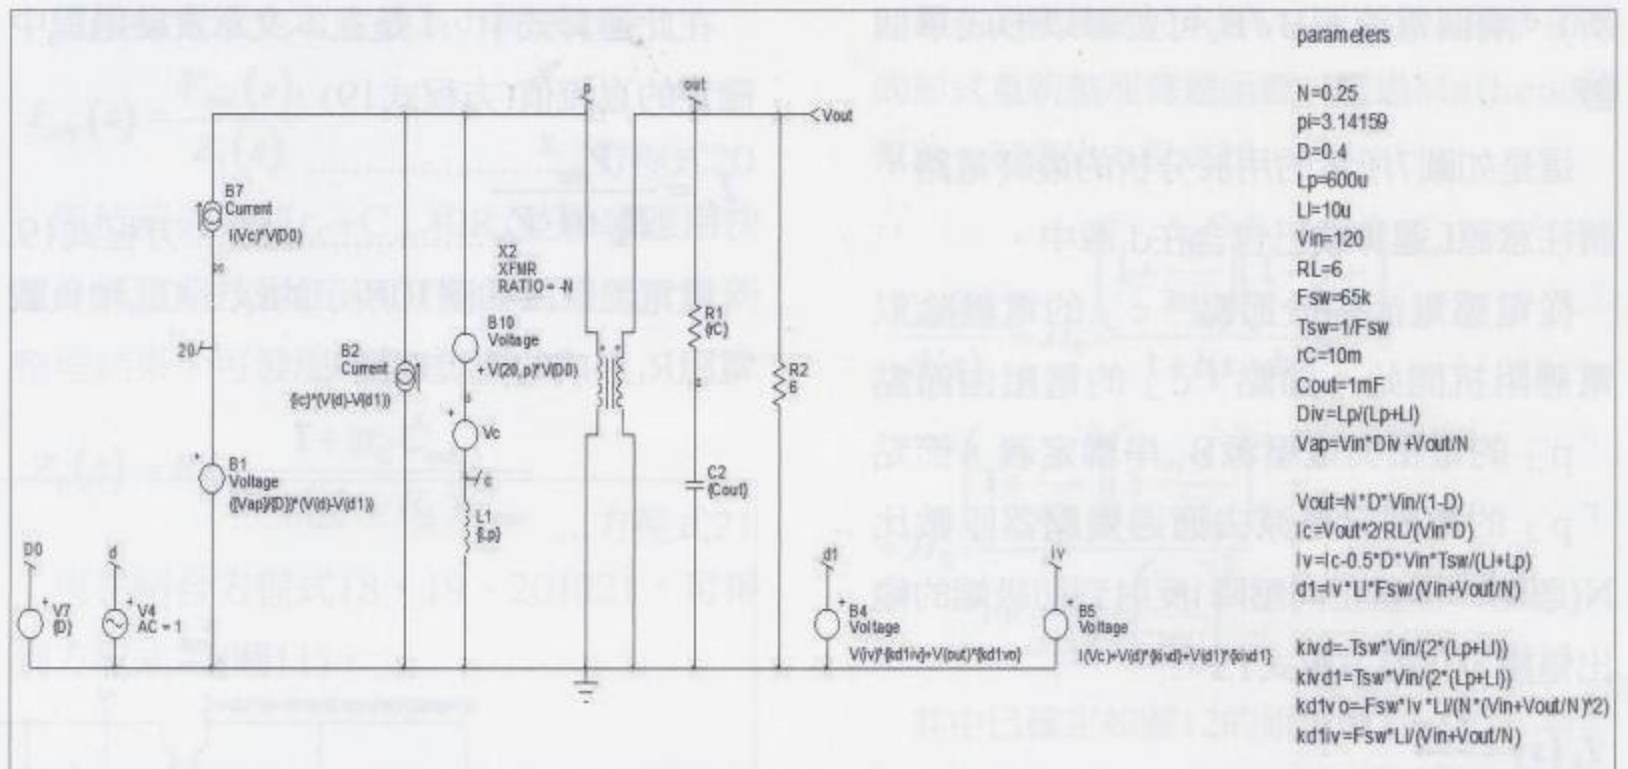 parameters
N=0.25
pi=3.14159
D=0.4
Lp=600u
Ll=10u
Vin=120
RL=6
Fsw=65k
Tsw=1/Fsw
rC=10m
Cout=1mF
Div=Lp/(Lp+Ll)
Vap=Vin*Div+Vout/N
Vout=N*D*Vin/(1-D)
Ic=Vout^2/RL/(Vin*D)
Iv=Ic-0.5*D*Vin*Tsw/(Ll+Lp)
d1=Iv*Ll*Fsw/(Vin+Vout/N)
kivd=-Tsw*Vin/(2*(Lp+Ll))
kivd1=Tsw*Vin/(2*(Lp+Ll))
kd1vo=-Fsw*Iv*Ll/(N*(Vin+Vout/N)^2)
kd1iv=Fsw*Ll/(Vin+Vout/N)
p
out
Vout
B7
Current
I(Vc)*V(D0)
X2
XFMR
RATIO = -N
B10
Voltage
+V(20,p)*V(D0)
20
B2
Current
{Ic}*(V(d)-V(d1))
R1
{rC}
R2
6
Vc
c
B1
Voltage
({Vap}/{D})*(V(d)-V(d1))
L1
{Lp}
C2
{Cout}
D0
d
d1
iv
V7
{D}
V4
AC = 1
B4
Voltage
V(iv)*{kd1iv}+V(out)*{kd1vo}
B5
Voltage
I(Vc)+V(d)*{kivd}+V(d1)*{kivd1}